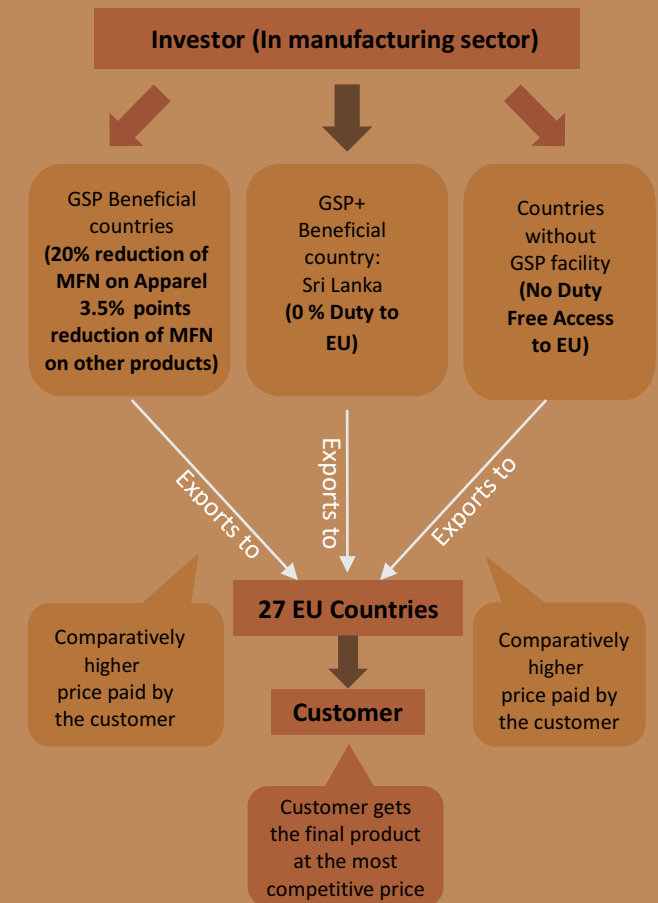 Investor (In manufacturing sector)
GSP Beneficial
countries
(20% reduction of
MFN on Apparel
3.5% points
reduction of MFN
on other products)
GSP+
Beneficial
country:
Sri Lanka
(0 % Duty to
EU)
Countries
without
GSP facility
(No Duty
Free Access
to EU)
Exports to
Exports to
Exports to
27 EU Countries
Comparatively
higher
price paid by
the customer
Comparatively
higher
price paid by
the customer
Customer
Customer gets
the final product
at the most
competitive price